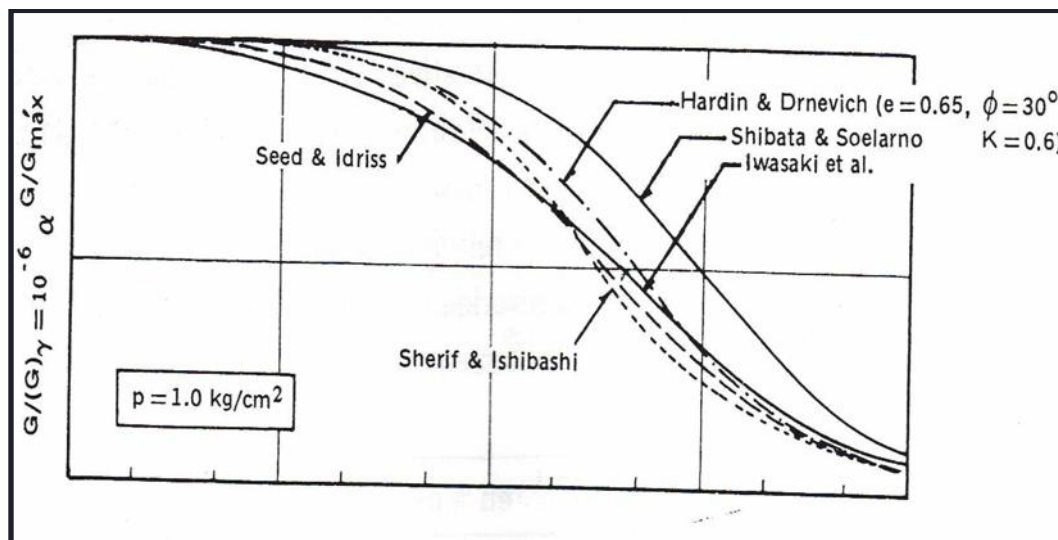 G/(G)γ = 10⁻⁶ α G/Gmáx
Hardin & Drnevich (e = 0.65, φ = 30°
Shibata & Soelarno K = 0.6)
Iwasaki et al.
Seed & Idriss
Sherif & Ishibashi
p = 1.0 kg/cm²